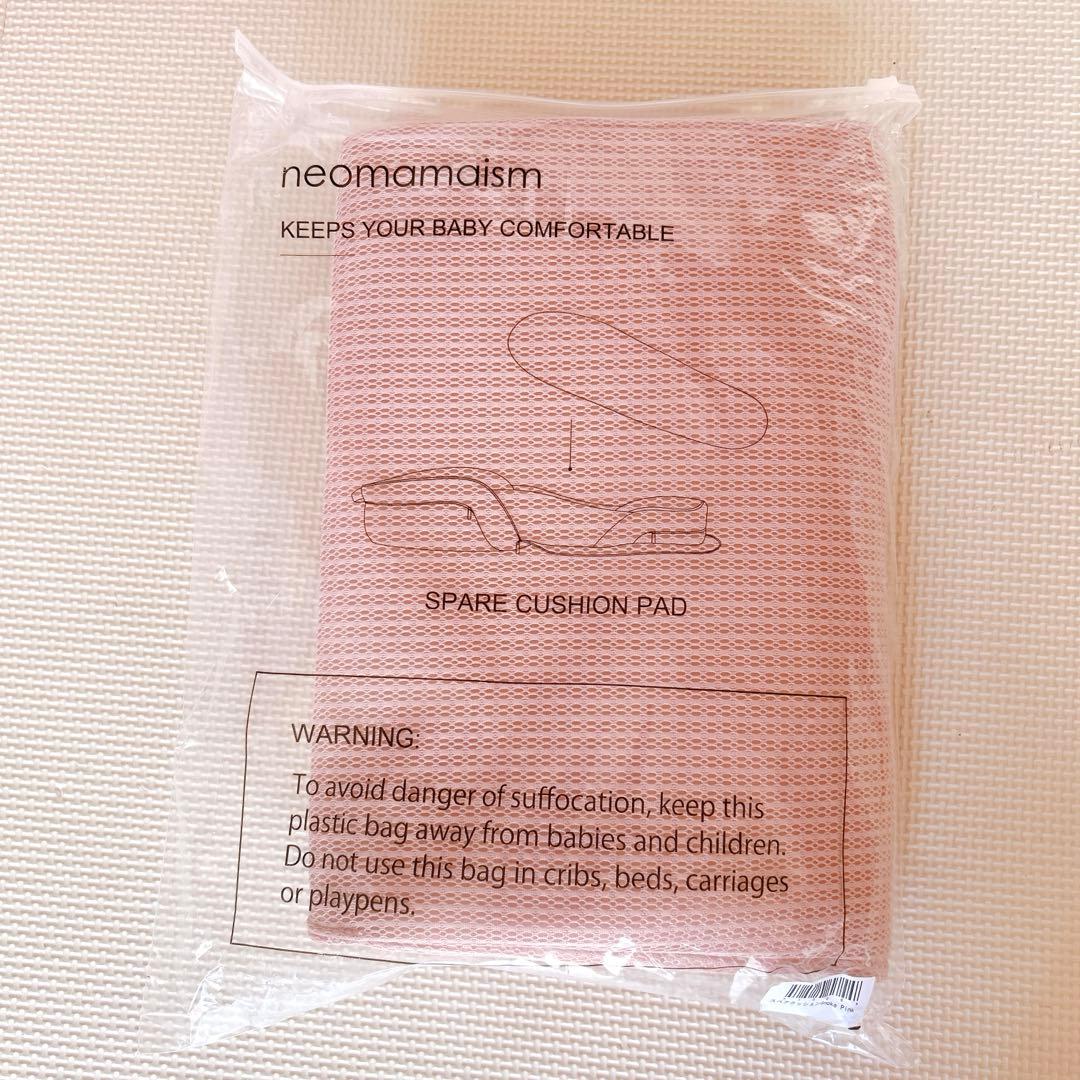 neomamaism
KEEPS YOUR BABY COMFORTABLE
SPARE CUSHION PAD
WARNING:
To avoid danger of suffocation, keep this
plastic bag away from babies and children.
Do not use this bag in cribs, beds, carriages
or playpens.
Pink